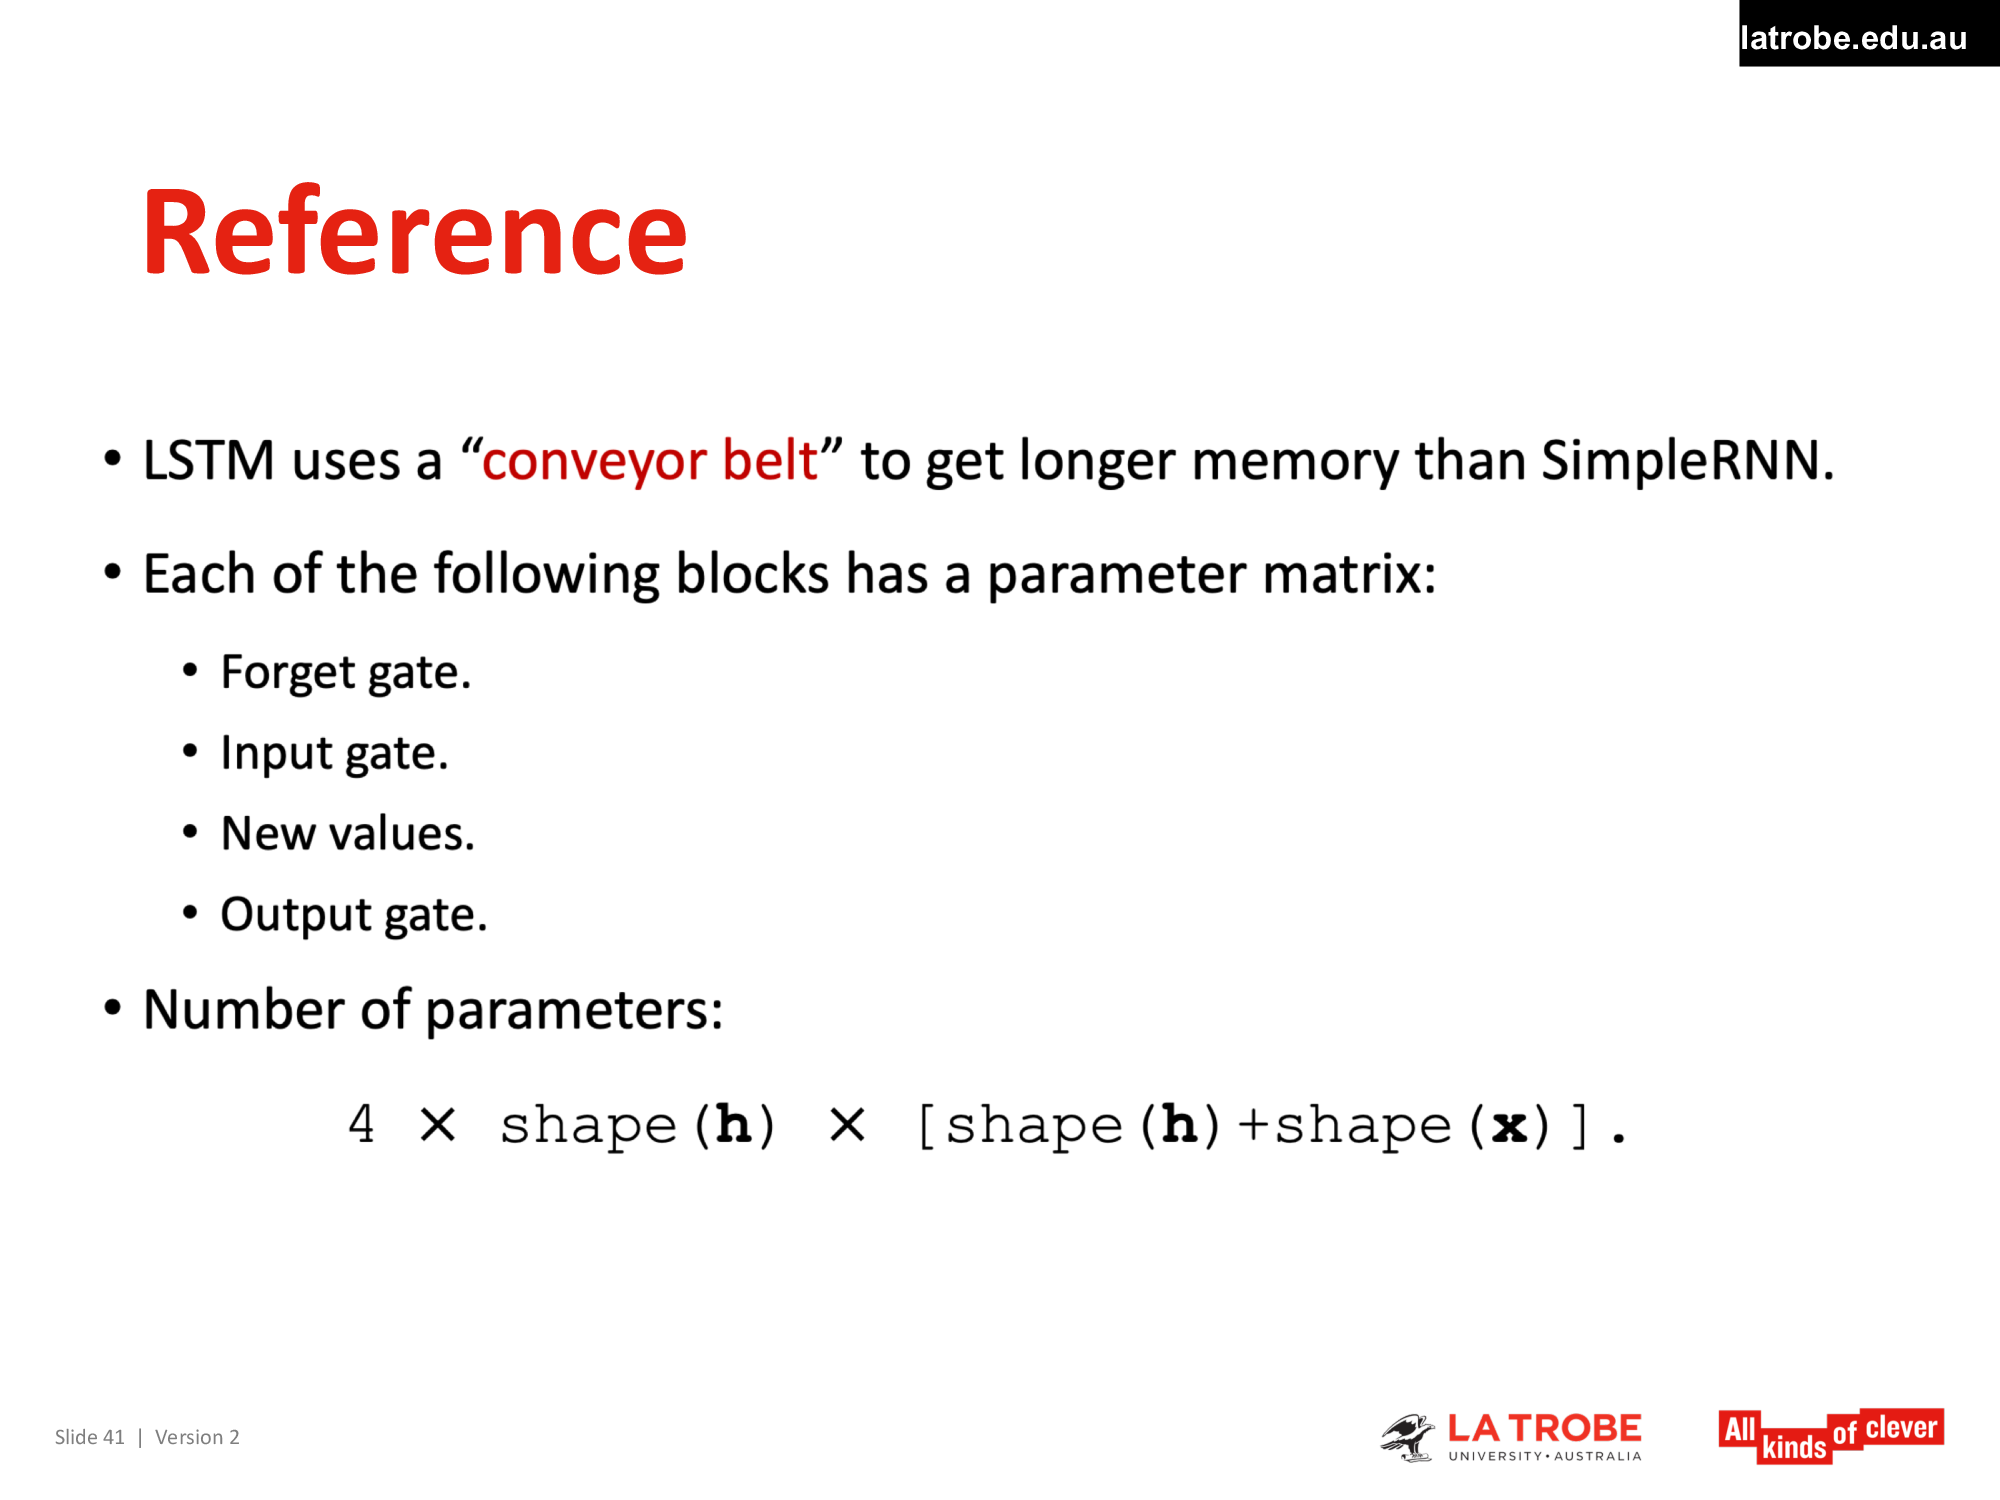 latrobe.edu.au
Reference
• LSTM uses a “conveyor belt” to get longer memory than SimpleRNN.
• Each of the following blocks has a parameter matrix:
• Forget gate.
• Input gate.
• New values.
• Output gate.
• Number of parameters:
4 × shape(h) × [shape(h)+shape(x)].
Slide 41 | Version 2
LA TROBE
UNIVERSITY • AUSTRALIA
All kinds of clever